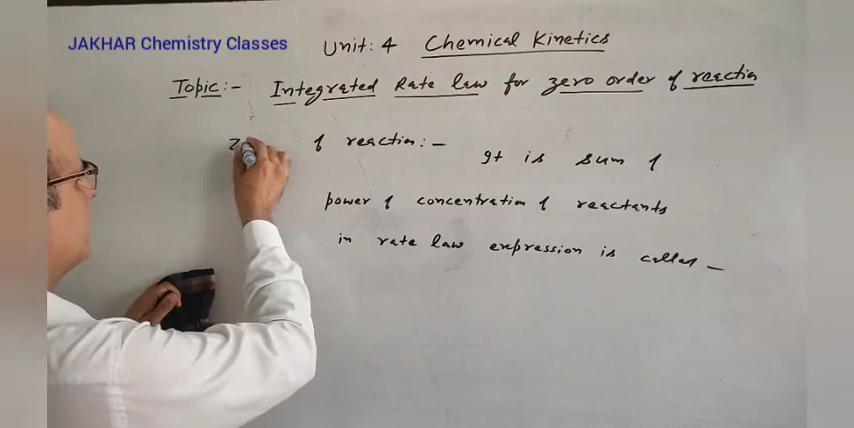 JAKHAR Chemistry Classes
Unit: 4 Chemical Kinetics
Topic:- Integrated Rate law for zero order of reaction
of reaction:- It is sum of
power of concentration of reactants
in rate law expression is called -